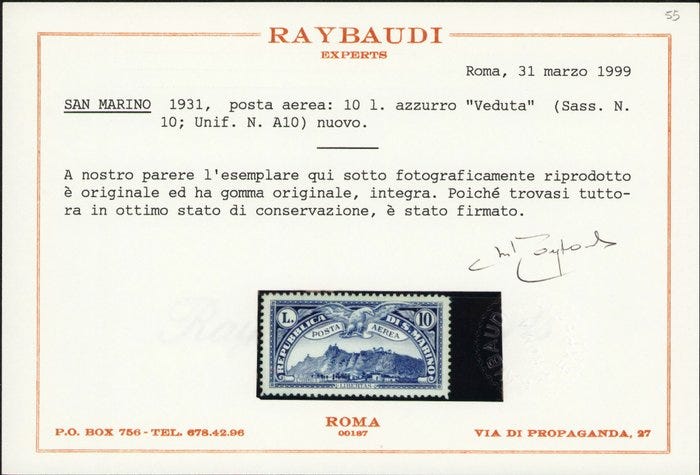 55
RAYBAUDI
EXPERTS
Roma, 31 marzo 1999
SAN MARINO 1931, posta aerea: 10 l. azzurro "Veduta" (Sass. N.
10; Unif. N. A10) nuovo.
A nostro parere l'esemplare qui sotto fotograficamente riprodotto
è originale ed ha gomma originale, integra. Poiché trovasi tutto-
ra in ottimo stato di conservazione, è stato firmato.
L. 10
REPUBBLICA DI S. MARINO
POSTA AEREA
LIBERTAS
ROMA
00187
P.O. BOX 756 - TEL. 678.42.96
VIA DI PROPAGANDA, 27